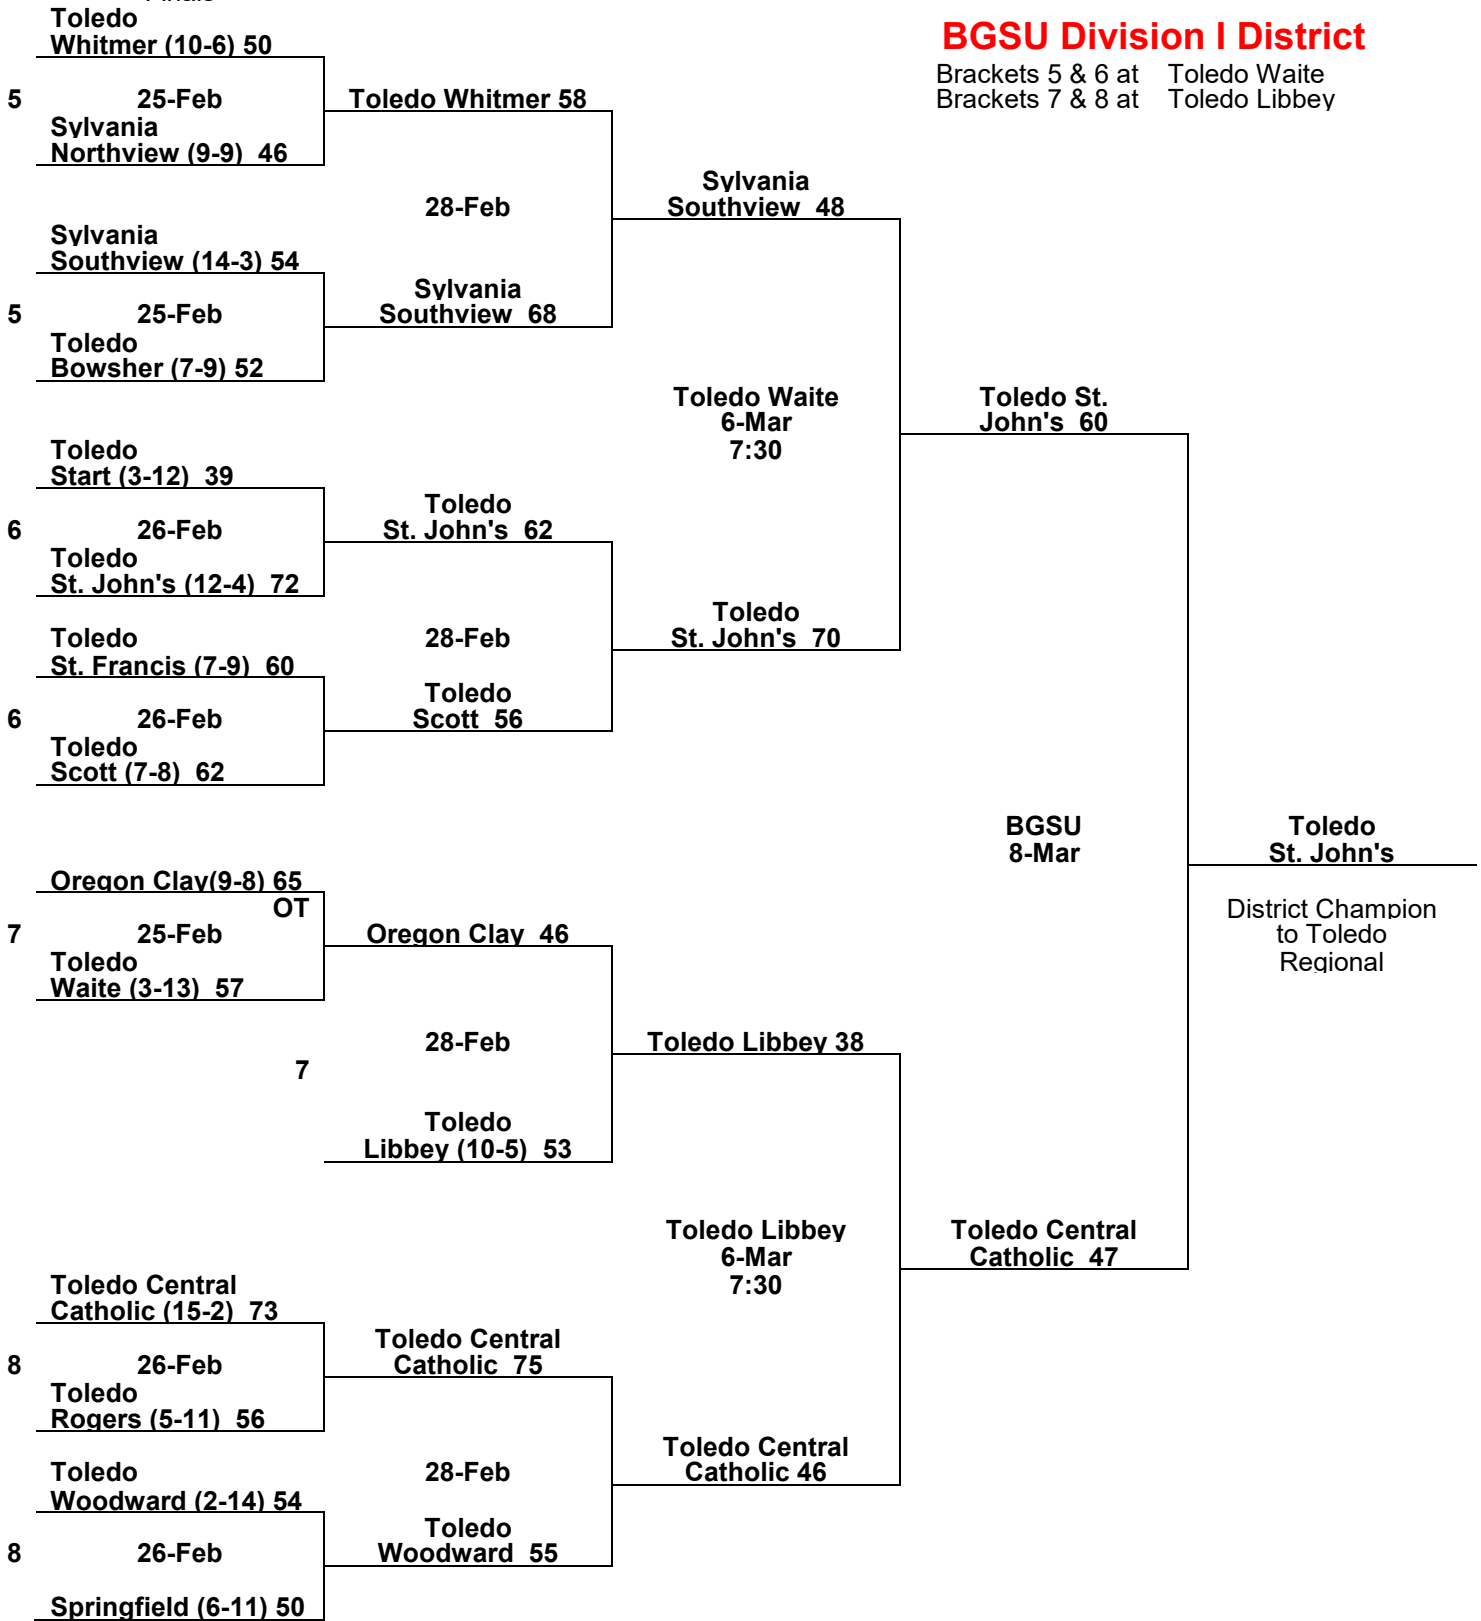 Finals
BGSU Division I District
Brackets 5 & 6 at Toledo Waite
Brackets 7 & 8 at Toledo Libbey
Toledo
Whitmer (10-6) 50
5 25-Feb
Sylvania
Northview (9-9) 46
Toledo Whitmer 58
28-Feb
Sylvania
Southview (14-3) 54
5 25-Feb
Toledo
Bowsher (7-9) 52
Sylvania
Southview 68
Sylvania
Southview 48
Toledo Waite
6-Mar
7:30
Toledo
Start (3-12) 39
6 26-Feb
Toledo
St. John's (12-4) 72
Toledo
St. John's 62
28-Feb
Toledo
St. Francis (7-9) 60
6 26-Feb
Toledo
Scott (7-8) 62
Toledo
Scott 56
Toledo
St. John's 70
Toledo St.
John's 60
BGSU
8-Mar
Toledo
St. John's
District Champion
to Toledo
Regional
Oregon Clay(9-8) 65
OT
7 25-Feb
Toledo
Waite (3-13) 57
Oregon Clay 46
28-Feb
7
Toledo
Libbey (10-5) 53
Toledo Libbey 38
Toledo Libbey
6-Mar
7:30
Toledo Central
Catholic 47
Toledo Central
Catholic (15-2) 73
8 26-Feb
Toledo
Rogers (5-11) 56
Toledo Central
Catholic 75
28-Feb
Toledo
Woodward (2-14) 54
8 26-Feb
Springfield (6-11) 50
Toledo
Woodward 55
Toledo Central
Catholic 46